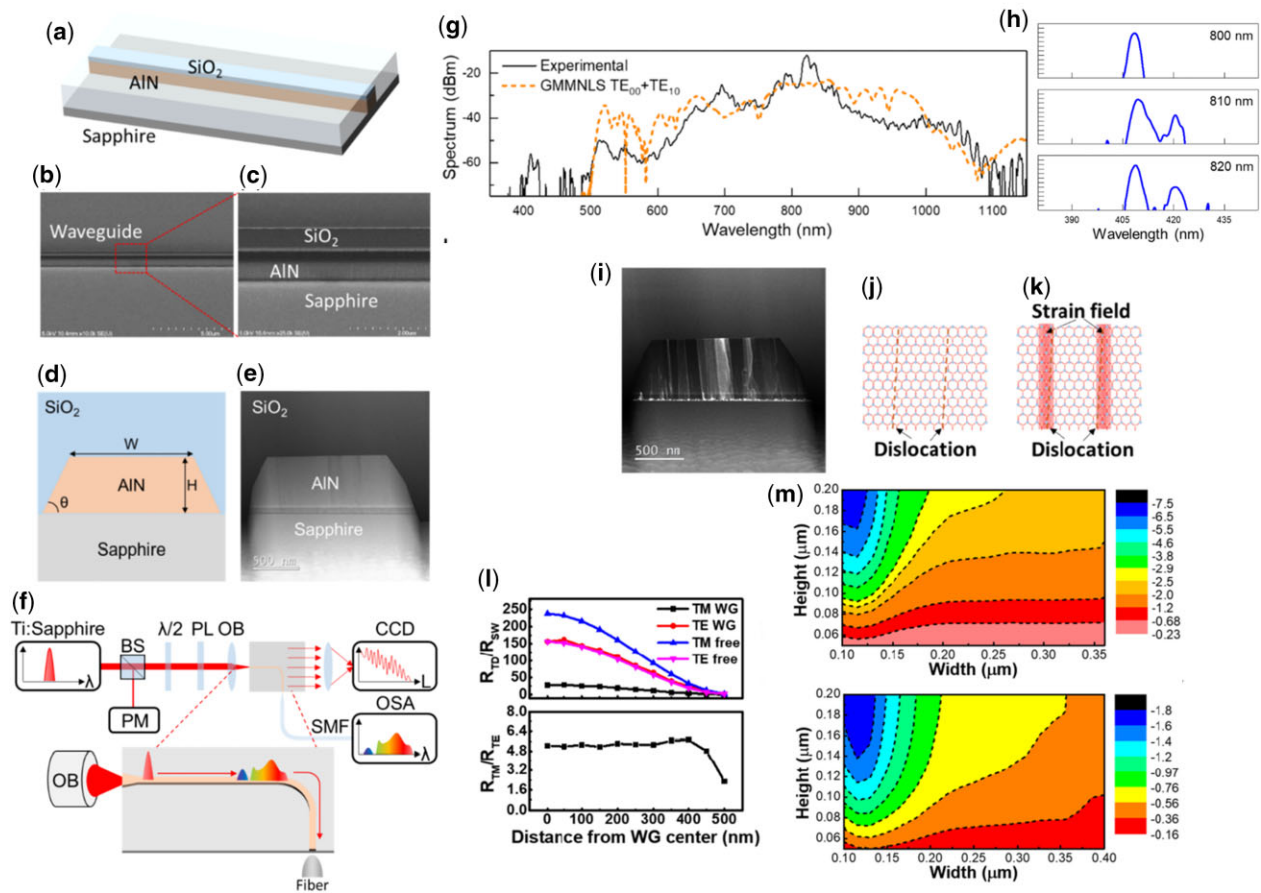 (a)
SiO2
AlN
Sapphire
(b)
(c)
Waveguide
SiO2
AlN
Sapphire
(d)
(e)
SiO2
W
AlN
H
θ
Sapphire
SiO2
AlN
Sapphire
500 nm
(f)
Ti:Sapphire
BS
λ/2
PL
OB
CCD
λ
L
PM
SMF
OSA
λ
OB
Fiber
(g)
Experimental
GMMNLS TE00+TE10
Spectrum (dBm)
-20
-40
-60
400 500 600 700 800 900 1000 1100
Wavelength (nm)
(h)
800 nm
810 nm
820 nm
390 405 420 435
Wavelength (nm)
(i)
500 nm
(j)
Dislocation
(k)
Strain field
Dislocation
(l)
RTD/RSW
250
200
150
100
50
0
TM WG
TE WG
TM free
TE free
RTM/RTE
8.0
6.4
4.8
3.2
1.6
0.0
0 100 200 300 400 500
Distance from WG center (nm)
(m)
Height (μm)
0.20
0.18
0.16
0.14
0.12
0.10
0.08
0.06
0.10 0.15 0.20 0.25 0.30 0.35
Width (μm)
-7.5
-6.5
-5.5
-4.6
-3.8
-2.9
-2.5
-2.0
-1.2
-0.68
-0.23
Height (μm)
0.20
0.18
0.16
0.14
0.12
0.10
0.08
0.06
0.10 0.15 0.20 0.25 0.30 0.35 0.40
Width (μm)
-1.8
-1.6
-1.4
-1.2
-0.97
-0.76
-0.56
-0.16